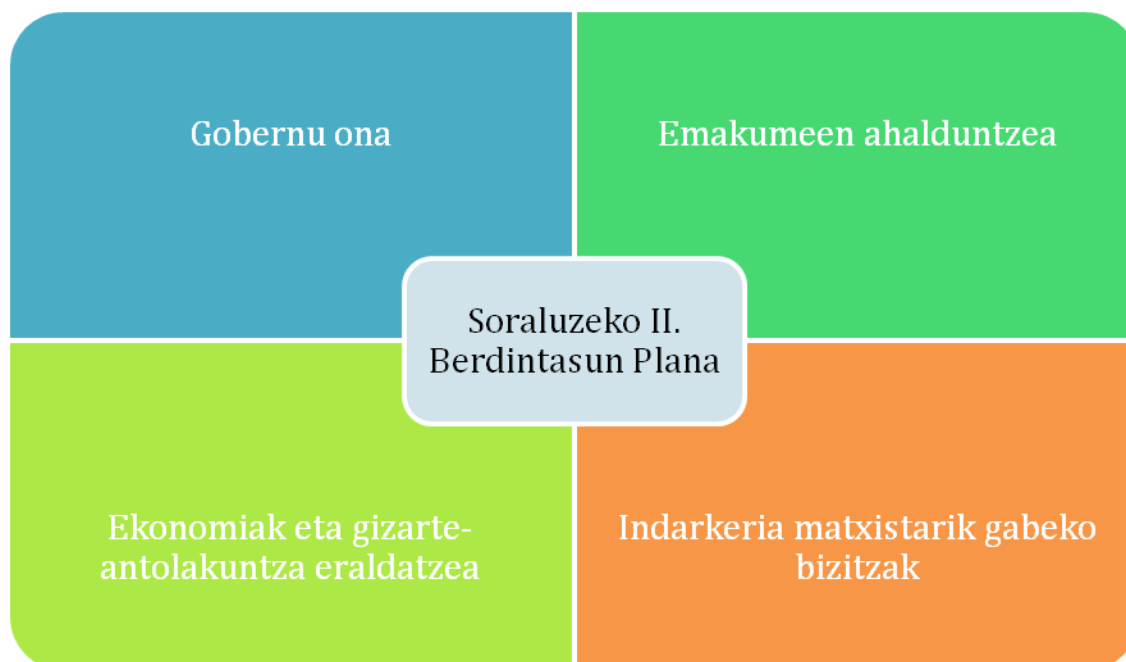 Gobernu ona
Emakumeen ahalduntzea
Soraluzeko II.
Berdintasun Plana
Ekonomiak eta gizarte-
antolakuntza eraldatzea
Indarkeria matxistarik gabeko
bizitzak